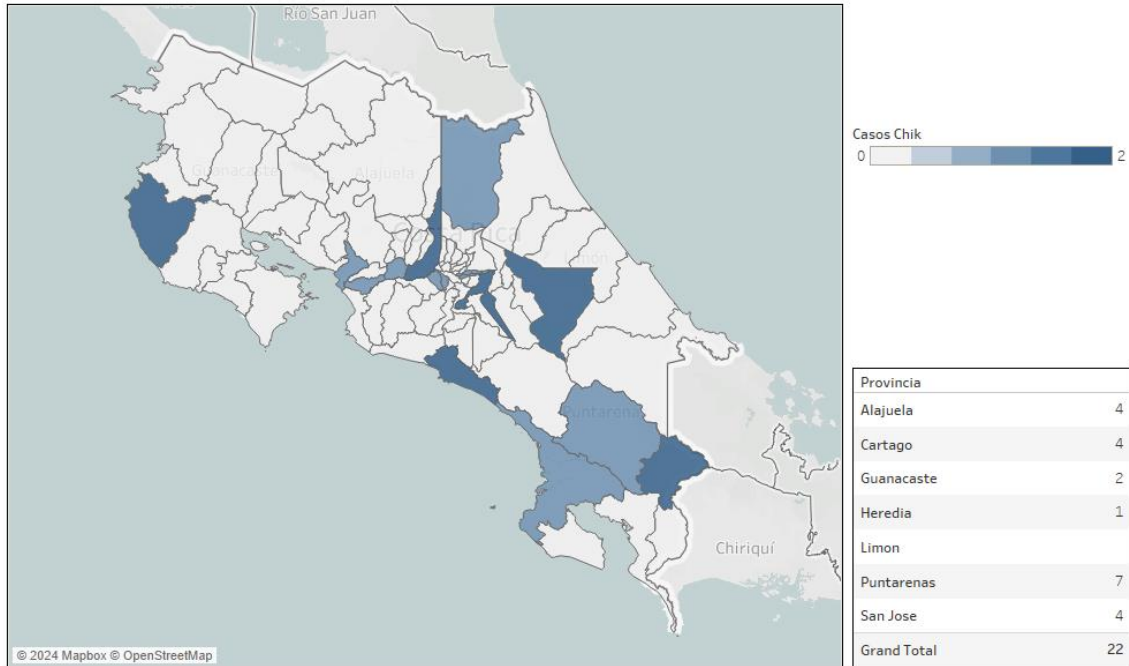 Río San Juan
Guanacaste
Alajuela
Costa Rica
Limón
Puntarena
Chiriquí
© 2024 Mapbox © OpenStreetMap
Casos Chik
0 2
Provincia
Alajuela 4
Cartago 4
Guanacaste 2
Heredia 1
Limon
Puntarenas 7
San Jose 4
Grand Total 22